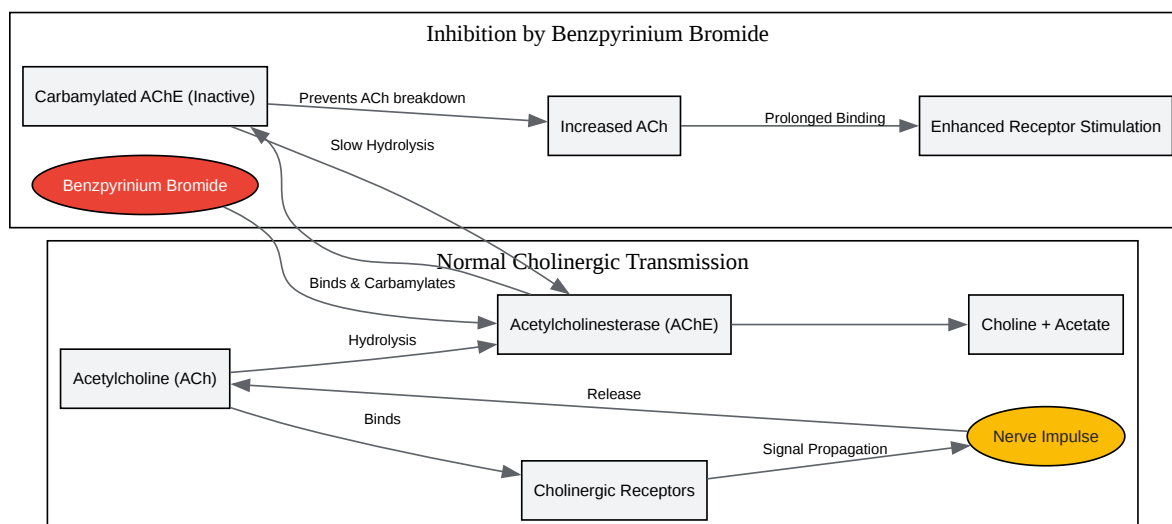 Inhibition by Benzpyrinium Bromide
Carbamylated AChE (Inactive)
Prevents ACh breakdown
Increased ACh
Prolonged Binding
Enhanced Receptor Stimulation
Slow Hydrolysis
Benzpyrinium Bromide
Normal Cholinergic Transmission
Binds & Carbamylates
Acetylcholinesterase (AChE)
Choline + Acetate
Hydrolysis
Acetylcholine (ACh)
Release
Binds
Nerve Impulse
Signal Propagation
Cholinergic Receptors